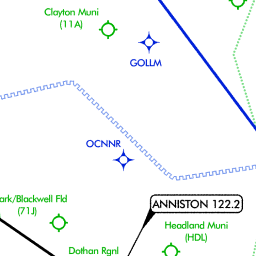 Clayton Muni
(11A)
GOLLM
OCNNR
ark/Blackwell Fld
(71J)
ANNISTON 122.2
Headland Muni
(HDL)
Dothan Rgnl